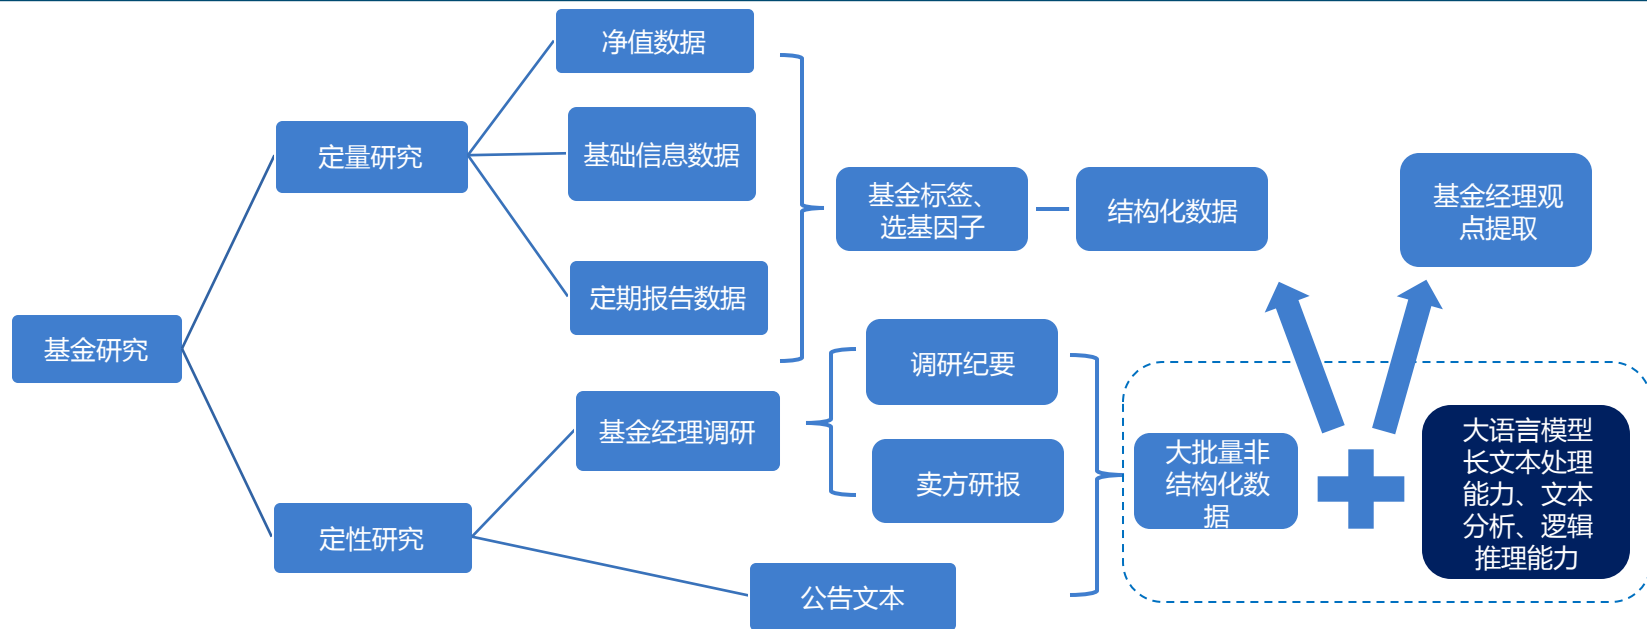 净值数据
定量研究
基础信息数据
基金标签、
选基因子
结构化数据
基金经理观
点提取
定期报告数据
基金研究
调研纪要
基金经理调研
卖方研报
大批量非
结构化数
据
大语言模型
长文本处理
能力、文本
分析、逻辑
推理能力
定性研究
公告文本